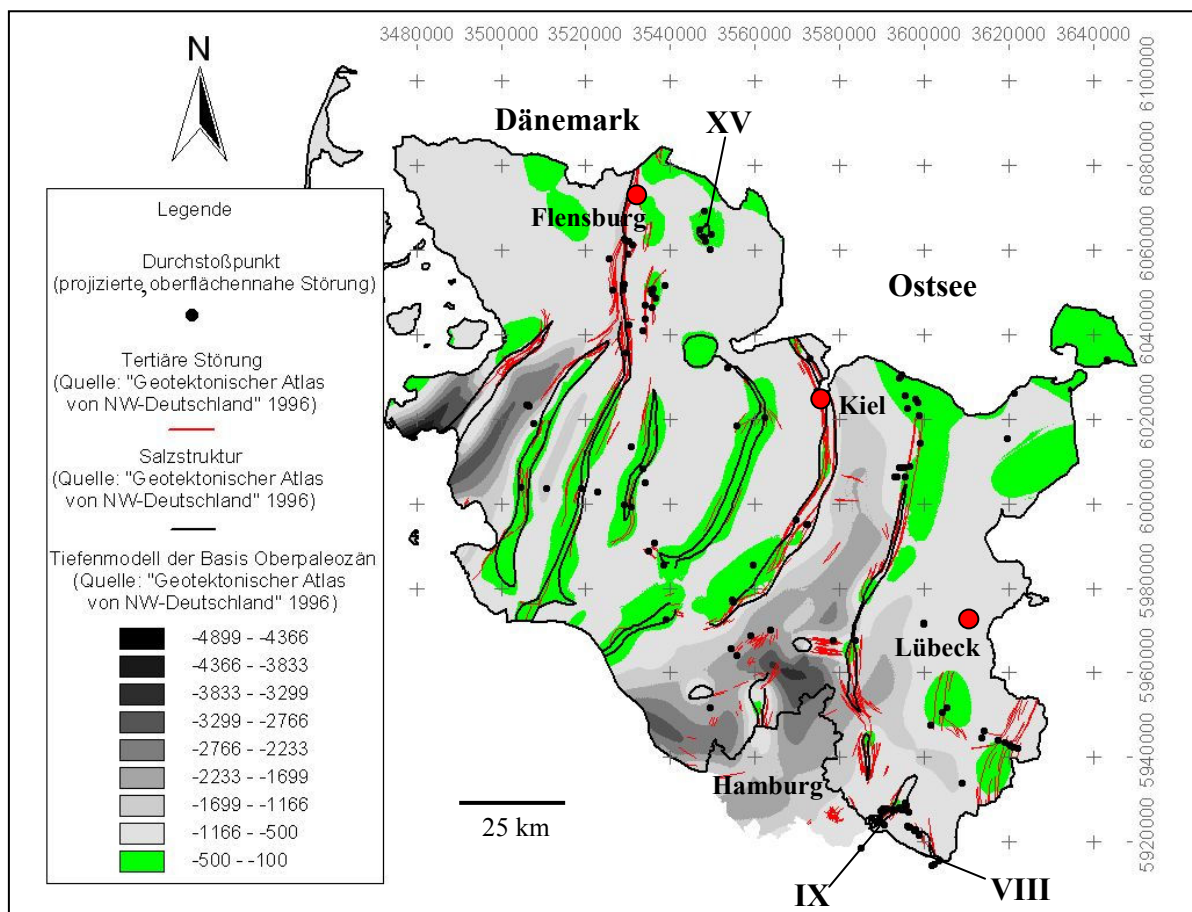 3480000 3500000 3520000 3540000 3560000 3580000 3600000 3620000 3640000
N
Dänemark
XV
Flensburg
Ostsee
Kiel
Lübeck
Hamburg
25 km
IX
VIII
6100000
6080000
6060000
6040000
6020000
6000000
5980000
5960000
5940000
5920000
Legende
Durchstoßpunkt
(projizierte,oberflächennahe Störung)
Tertiäre Störung
(Quelle: "Geotektonischer Atlas
von NW-Deutschland" 1996)
Salzstruktur
(Quelle: "Geotektonischer Atlas
von NW-Deutschland" 1996)
Tiefenmodell der Basis Oberpaleozän
(Quelle: "Geotektonischer Atlas
von NW-Deutschland" 1996)
-4899 - -4366
-4366 - -3833
-3833 - -3299
-3299 - -2766
-2766 - -2233
-2233 - -1699
-1699 - -1166
-1166 - -500
-500 - -100